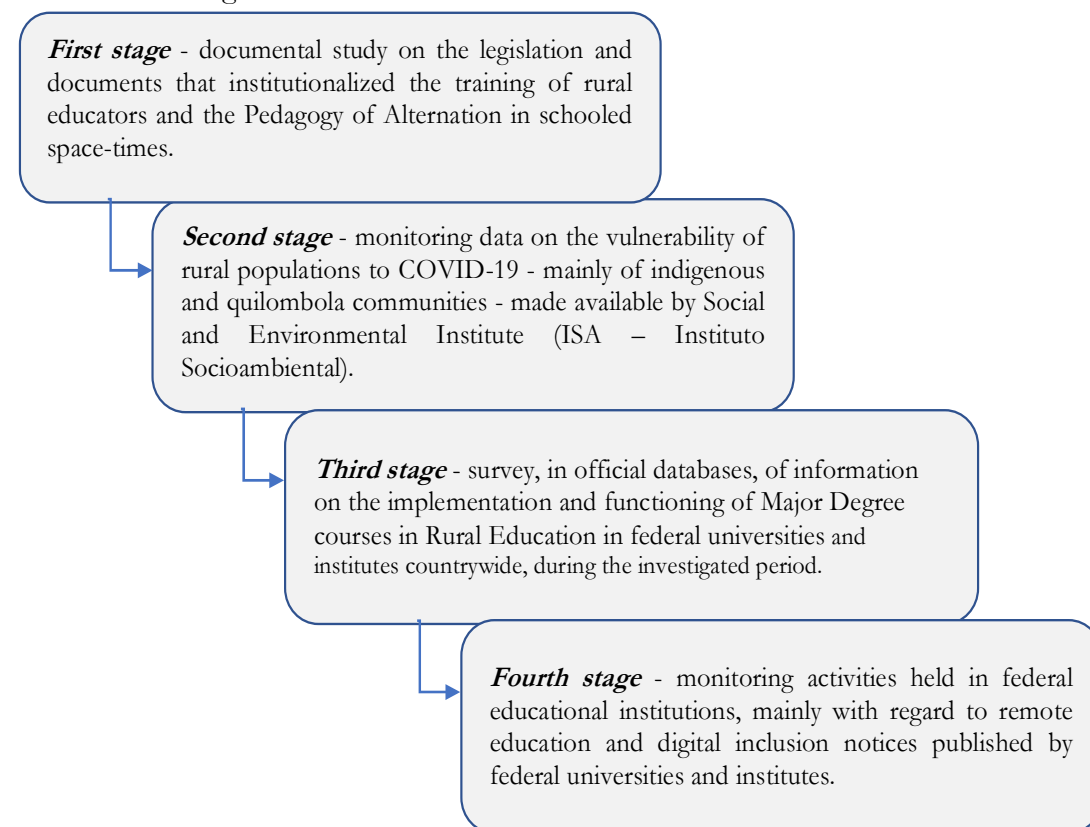 First stage - documental study on the legislation and
documents that institutionalized the training of rural
educators and the Pedagogy of Alternation in schooled
space-times.
Second stage - monitoring data on the vulnerability of
rural populations to COVID-19 - mainly of indigenous
and quilombola communities - made available by Social
and Environmental Institute (ISA – Instituto
Socioambiental).
Third stage - survey, in official databases, of information
on the implementation and functioning of Major Degree
courses in Rural Education in federal universities and
institutes countrywide, during the investigated period.
Fourth stage - monitoring activities held in federal
educational institutions, mainly with regard to remote
education and digital inclusion notices published by
federal universities and institutes.